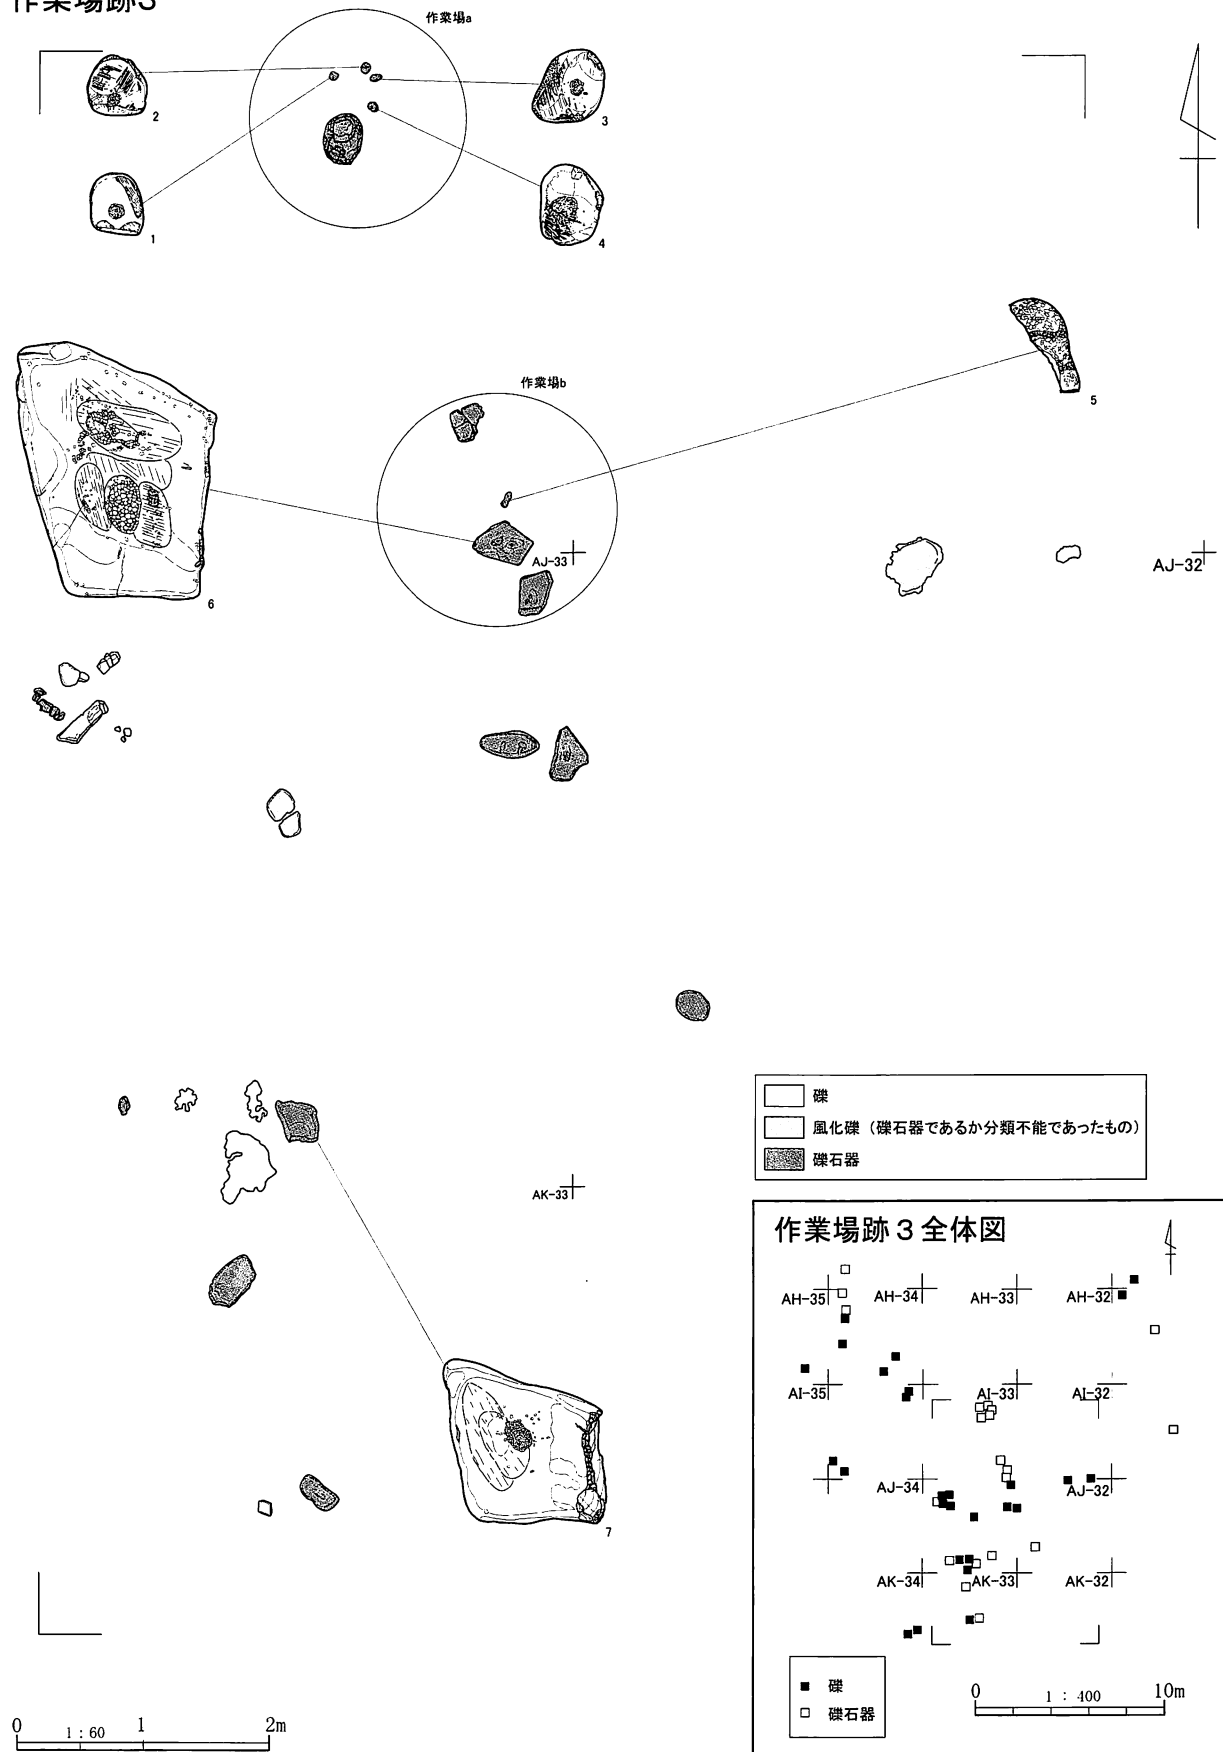 作業場跡3
作業場a
2
3
1
4
作業場b
5
AJ-33
AJ-32
6
AK-33
礫
風化礫（礫石器であるか分類不能であったもの）
礫石器
7
作業場跡３全体図
AH-35
AH-34
AH-33
AH-32
AI-35
AI-33
AI-32
AJ-34
AJ-32
AK-34
AK-33
AK-32
■ 礫
□ 礫石器
0 1 : 400 10m
0 1 : 60 1 2m